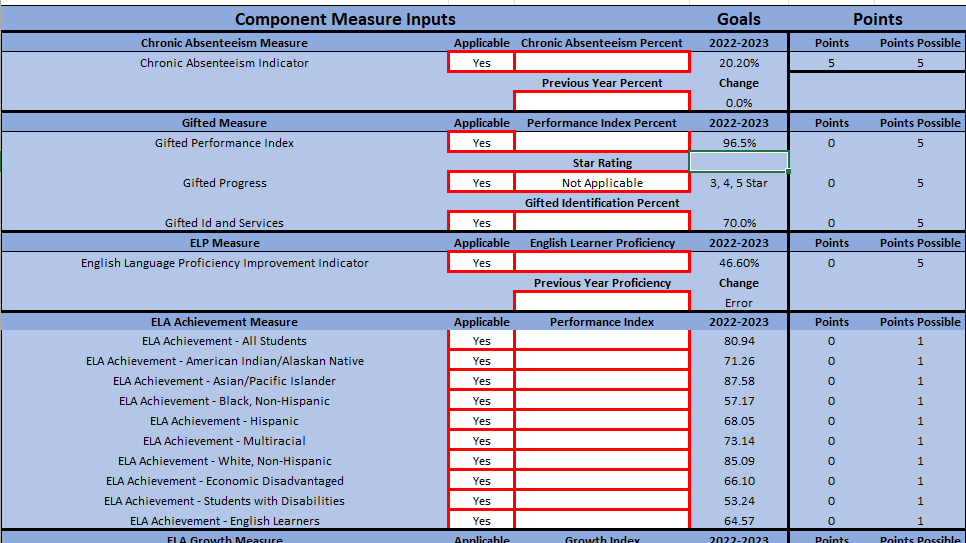 Component Measure Inputs Goals Points
Chronic Absenteeism Measure Applicable Chronic Absenteeism Percent 2022-2023 Points Points Possible
Chronic Absenteeism Indicator Yes 20.20% 5 5
Previous Year Percent Change
0.0%
Gifted Measure Applicable Performance Index Percent 2022-2023 Points Points Possible
Gifted Performance Index Yes 96.5% 0 5
Star Rating
Gifted Progress Yes Not Applicable 3, 4, 5 Star 0 5
Gifted Identification Percent
Gifted Id and Services Yes 70.0% 0 5
ELP Measure Applicable English Learner Proficiency 2022-2023 Points Points Possible
English Language Proficiency Improvement Indicator Yes 46.60% 0 5
Previous Year Proficiency Change
Error
ELA Achievement Measure Applicable Performance Index 2022-2023 Points Points Possible
ELA Achievement - All Students Yes 80.94 0 1
ELA Achievement - American Indian/Alaskan Native Yes 71.26 0 1
ELA Achievement - Asian/Pacific Islander Yes 87.58 0 1
ELA Achievement - Black, Non-Hispanic Yes 57.17 0 1
ELA Achievement - Hispanic Yes 68.05 0 1
ELA Achievement - Multiracial Yes 73.14 0 1
ELA Achievement - White, Non-Hispanic Yes 85.09 0 1
ELA Achievement - Economic Disadvantaged Yes 66.10 0 1
ELA Achievement - Students with Disabilities Yes 53.24 0 1
ELA Achievement - English Learners Yes 64.57 0 1
ELA Growth Measure Applicable Growth Index 2022-2023 Points Points Possible